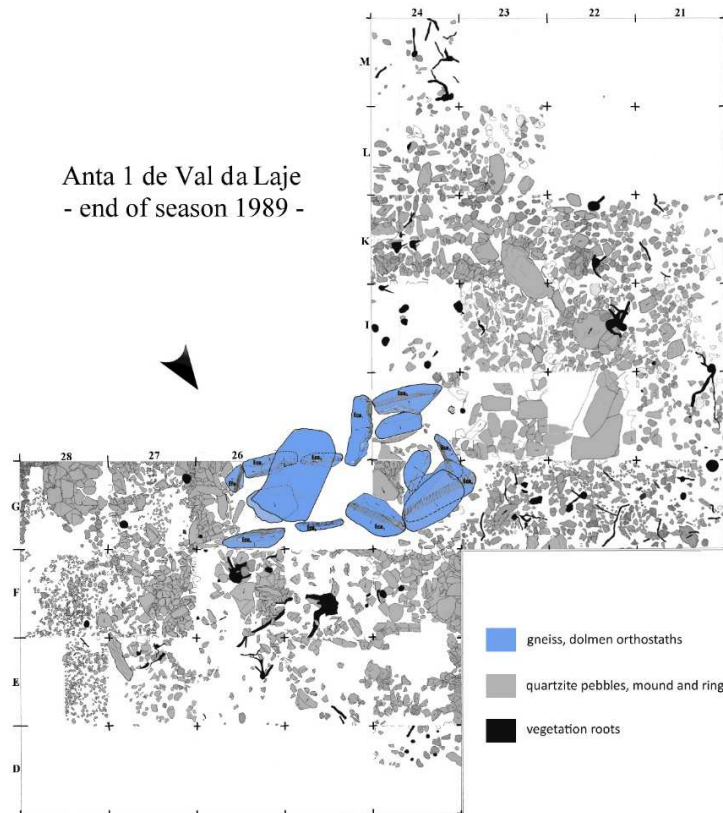 24 23 22 21
M
L
Anta 1 de Val da Laje
- end of season 1989 -
K
I
28 27 26
G
F
gneiss, dolmen orthostaths
E
quartzite pebbles, mound and ring
vegetation roots
D